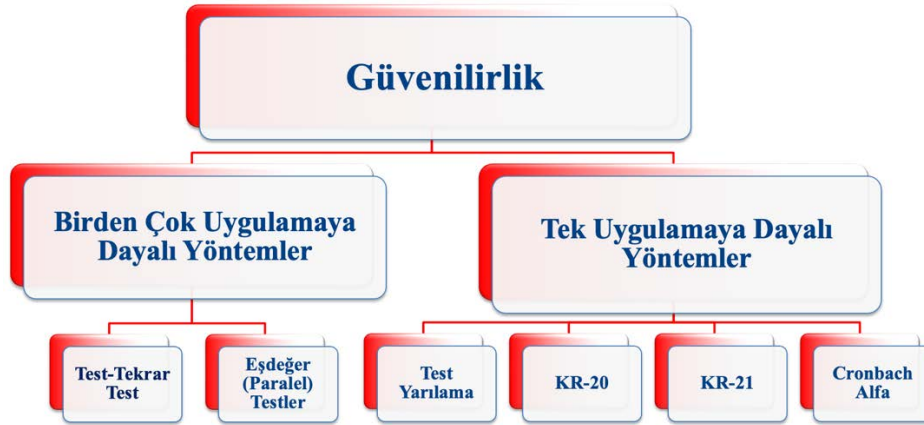 Güvenilirlik
Birden Çok Uygulamaya
Dayalı Yöntemler
Tek Uygulamaya Dayalı
Yöntemler
Test-Tekrar
Test
Eşdeğer
(Paralel)
Testler
Test
Yarılama
KR-20
KR-21
Cronbach
Alfa